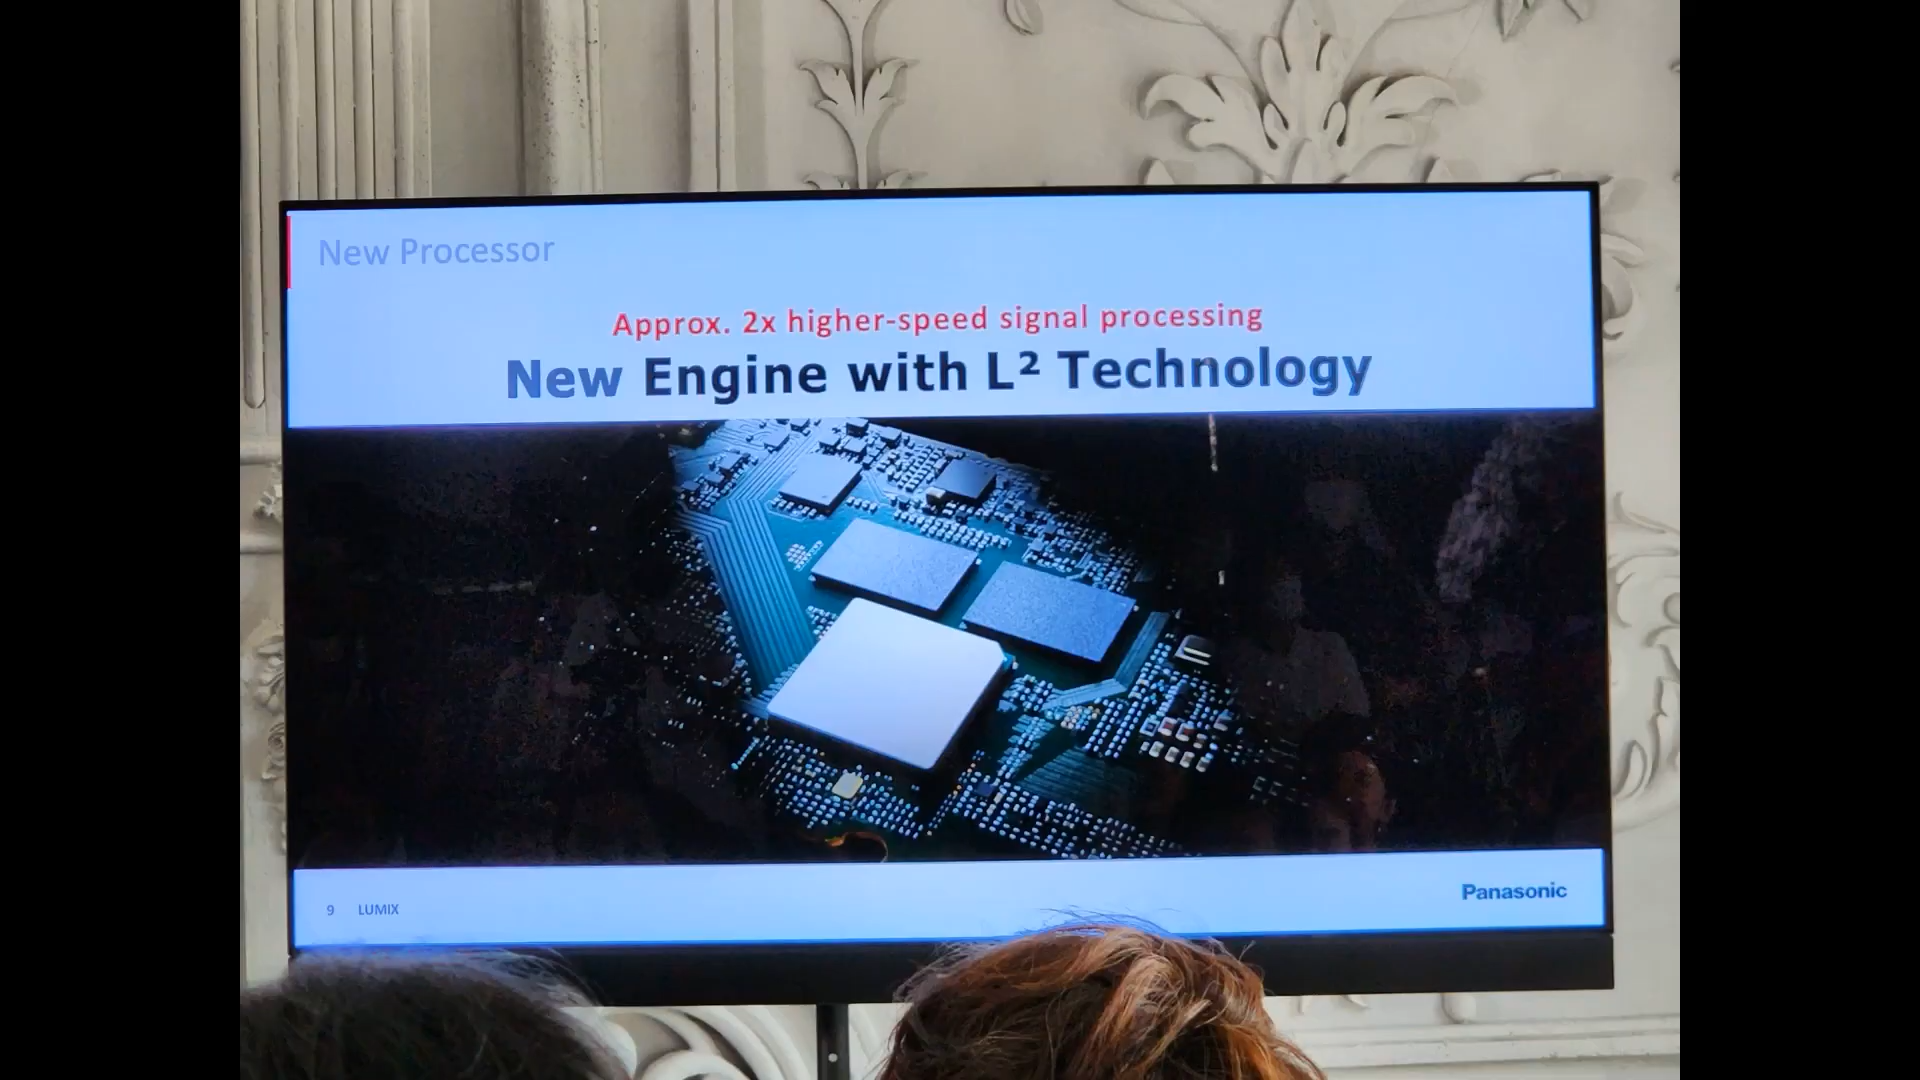 New Processor
Approx. 2x higher-speed signal processing
New Engine with L² Technology
9 LUMIX
Panasonic